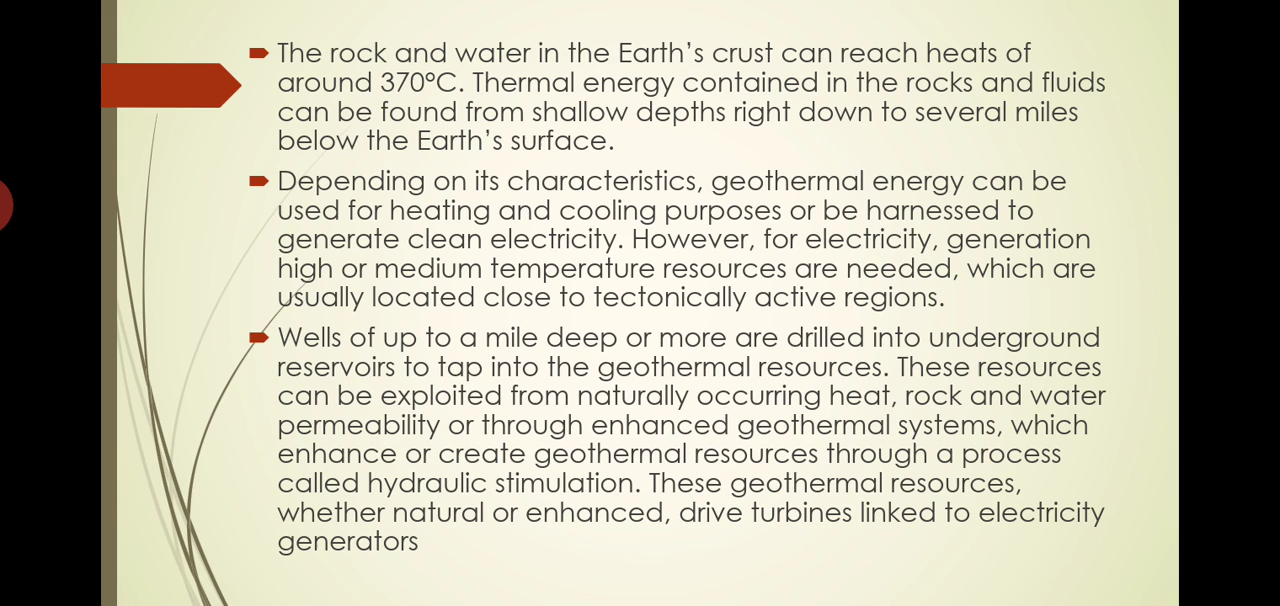 The rock and water in the Earth’s crust can reach heats of
around 370°C. Thermal energy contained in the rocks and fluids
can be found from shallow depths right down to several miles
below the Earth’s surface.
Depending on its characteristics, geothermal energy can be
used for heating and cooling purposes or be harnessed to
generate clean electricity. However, for electricity, generation
high or medium temperature resources are needed, which are
usually located close to tectonically active regions.
Wells of up to a mile deep or more are drilled into underground
reservoirs to tap into the geothermal resources. These resources
can be exploited from naturally occurring heat, rock and water
permeability or through enhanced geothermal systems, which
enhance or create geothermal resources through a process
called hydraulic stimulation. These geothermal resources,
whether natural or enhanced, drive turbines linked to electricity
generators